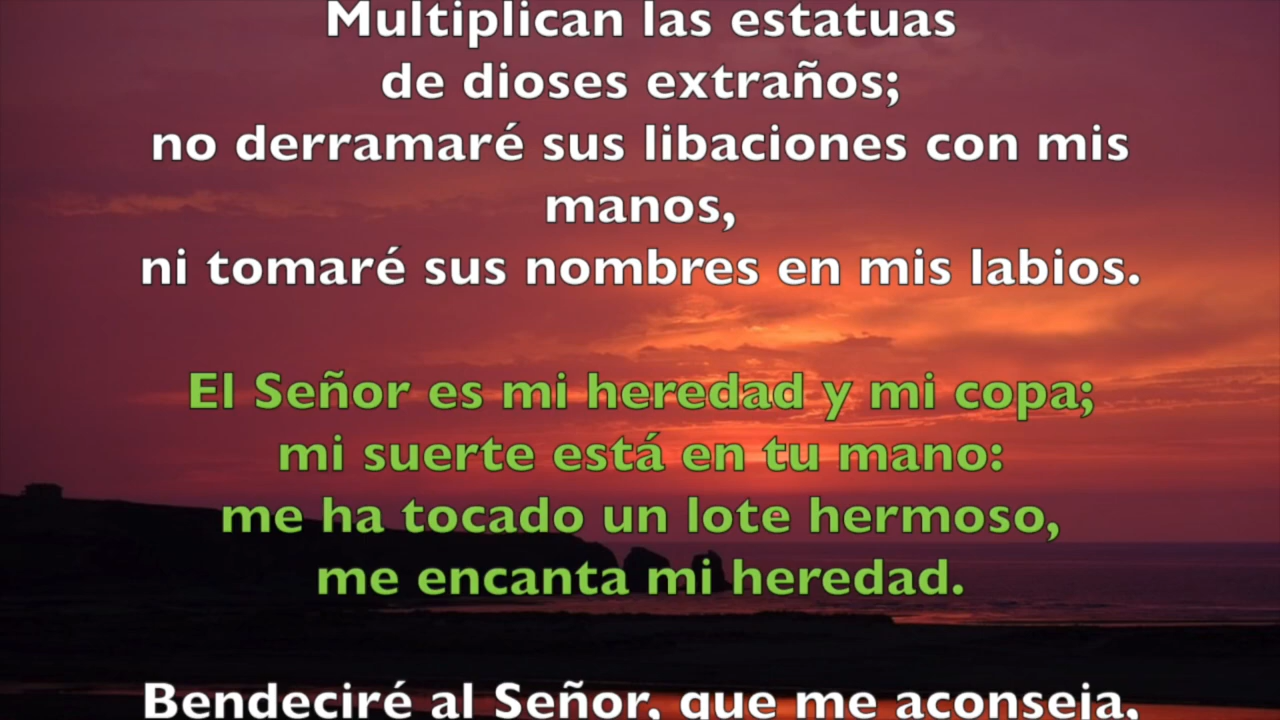 Multiplican las estatuas
de dioses extraños;
no derramaré sus libaciones con mis
manos,
ni tomaré sus nombres en mis labios.
El Señor es mi heredad y mi copa;
mi suerte está en tu mano:
me ha tocado un lote hermoso,
me encanta mi heredad.
Bendeciré al Señor, que me aconseja,